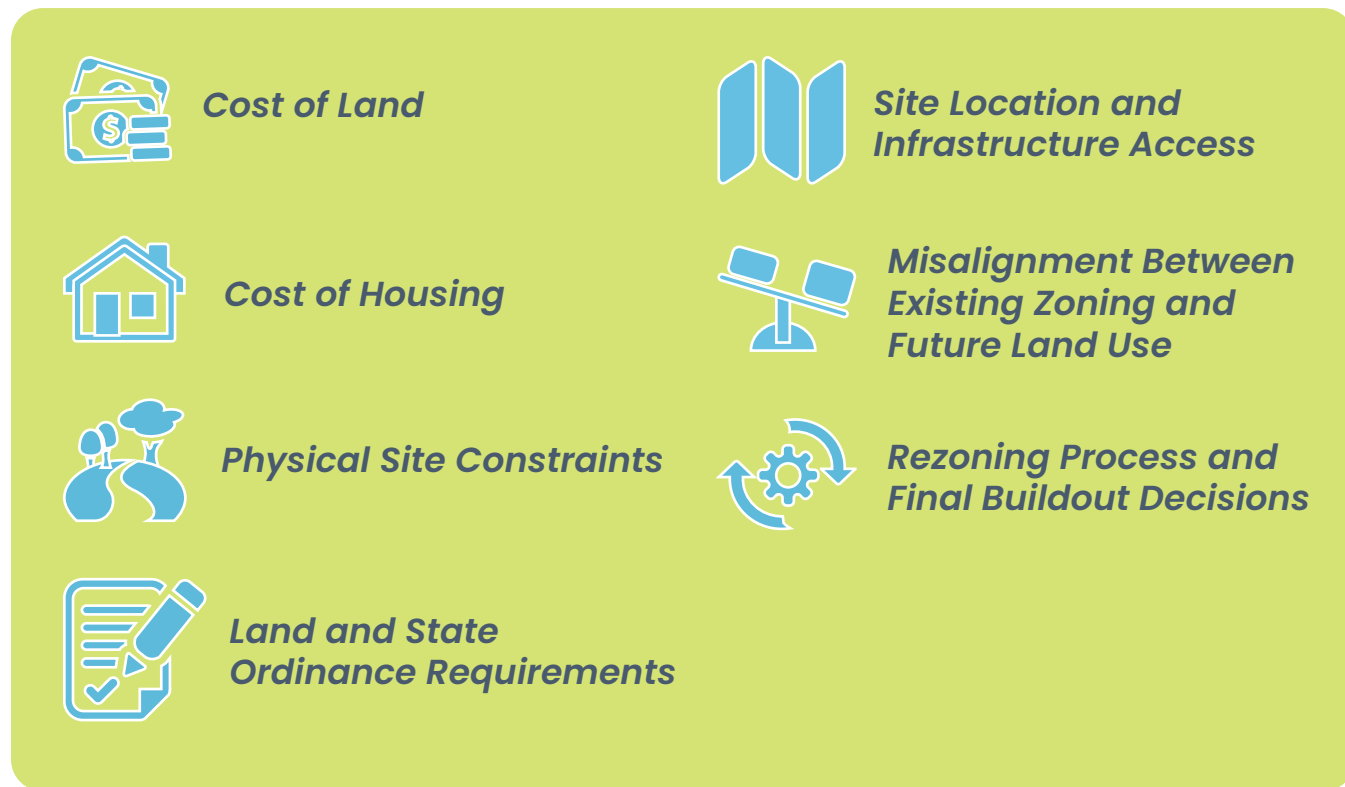 Cost of Land
Cost of Housing
Physical Site Constraints
Land and State
Ordinance Requirements
Site Location and
Infrastructure Access
Misalignment Between
Existing Zoning and
Future Land Use
Rezoning Process and
Final Buildout Decisions